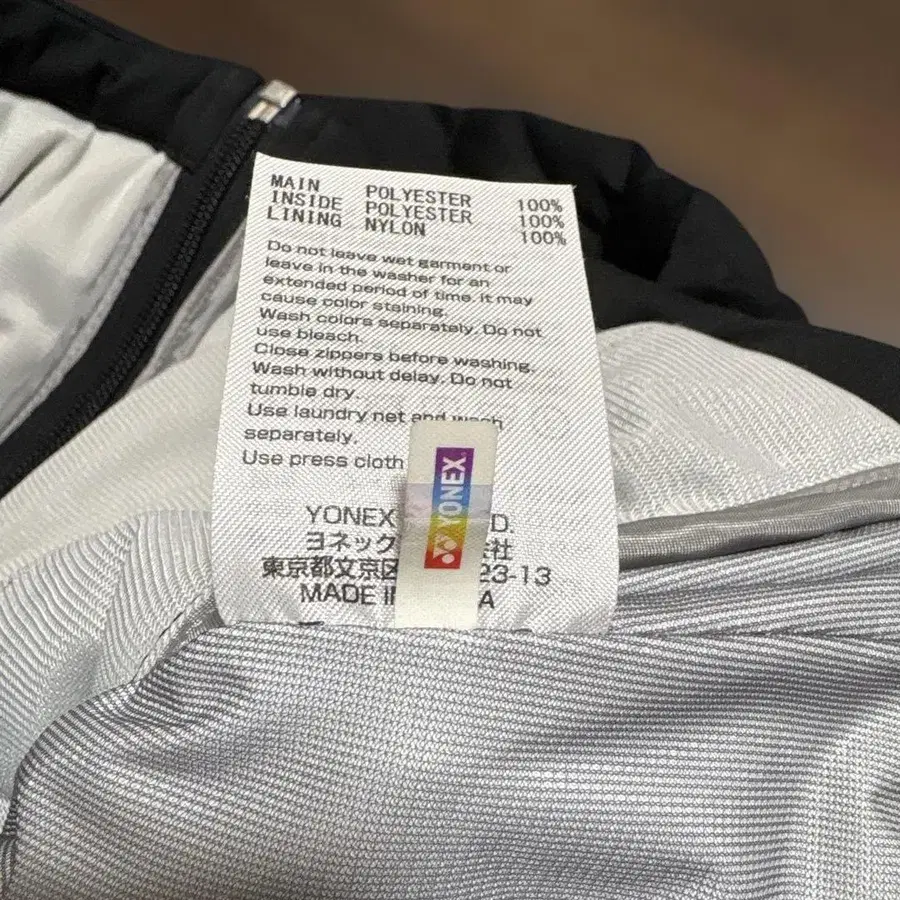 MAIN POLYESTER 100%
INSIDE POLYESTER 100%
LINING NYLON 100%
Do not leave wet garment or
leave in the washer for an
extended period of time. it may
cause color staining.
Wash colors separately. Do not
use bleach.
Close zippers before washing.
Wash without delay. Do not
tumble dry.
Use laundry net and wash
separately.
Use press cloth
YONEX D.
ヨネック 会社
東京都文京区 23-13
MADE IN A
YONEX